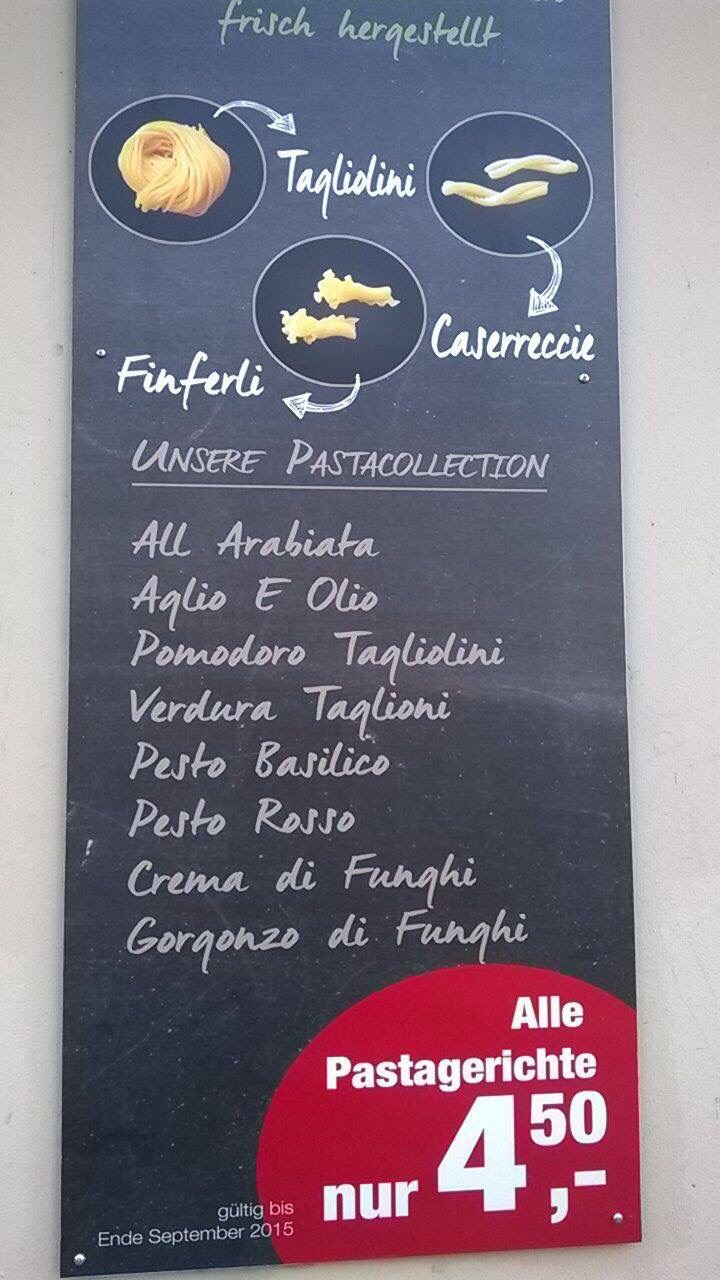 frisch hergestellt
Tagliolini
Caserreccie
Finferli
UNSERE PASTACOLLECTION
All Arabiata
Aglio E Olio
Pomodoro Tagliolini
Verdura Taglioni
Pesto Basilico
Pesto Rosso
Crema di Funghi
Gorgonzo di Funghi
Alle
Pastagerichte
nur 4,50 -
gültig bis
Ende September 2015